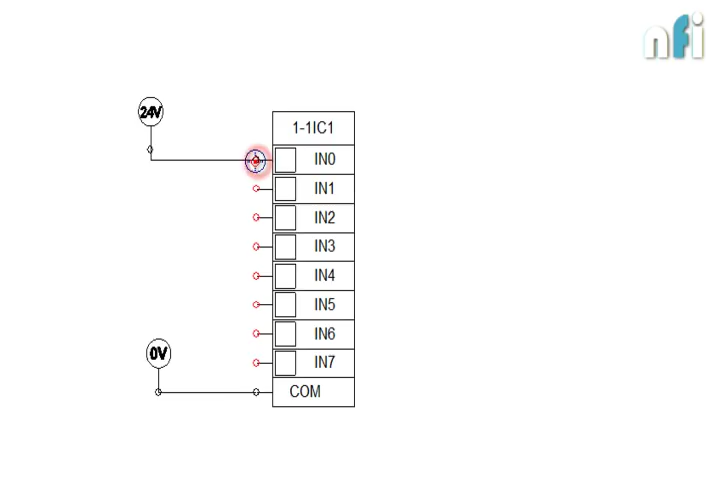 nfi
24V
1-1IC1
IN0
IN1
IN2
IN3
IN4
IN5
IN6
0V
IN7
COM